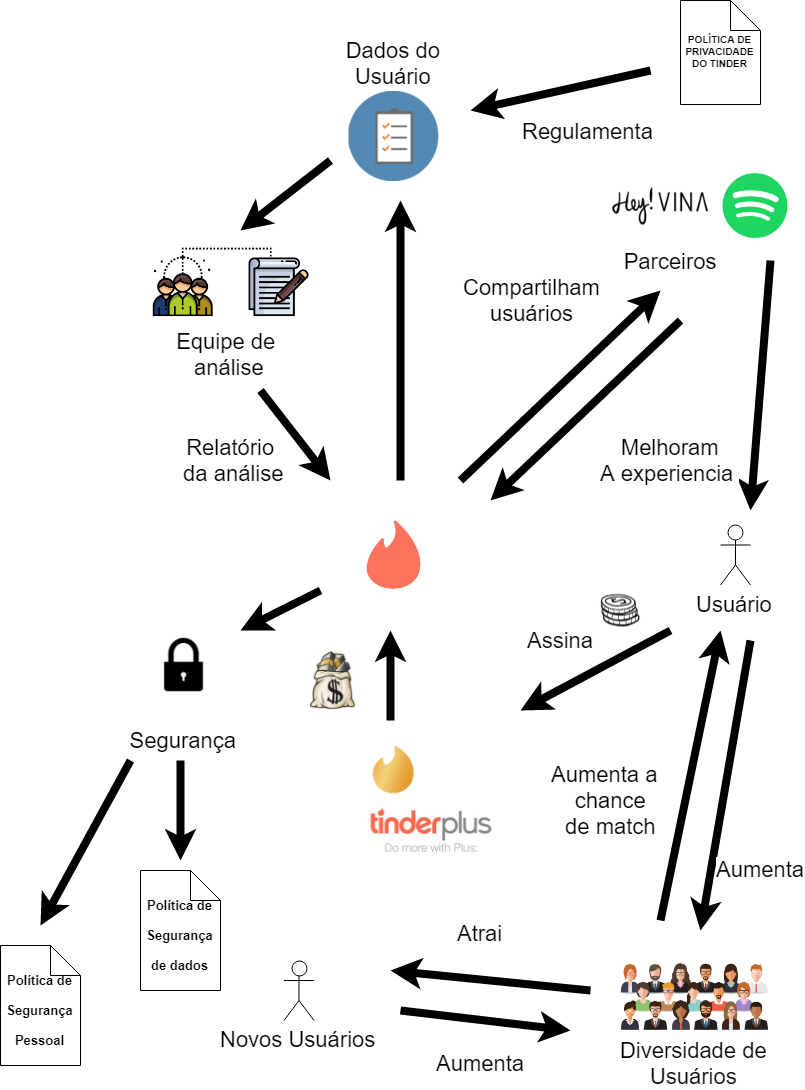 Dados do
Usuário
POLÍTICA DE
PRIVACIDADE
DO TINDER
Regulamenta
Hey! VINA
Parceiros
Compartilham
usuários
Equipe de
análise
Relatório
da análise
Melhoram
A experiencia
Usuário
Assina
$
Segurança
tinderplus
Do more with Plus:
Aumenta a
chance
de match
Aumenta
Política de
Segurança
de dados
Política de
Segurança
Pessoal
Atrai
Novos Usuários
Aumenta
Diversidade de
Usuários